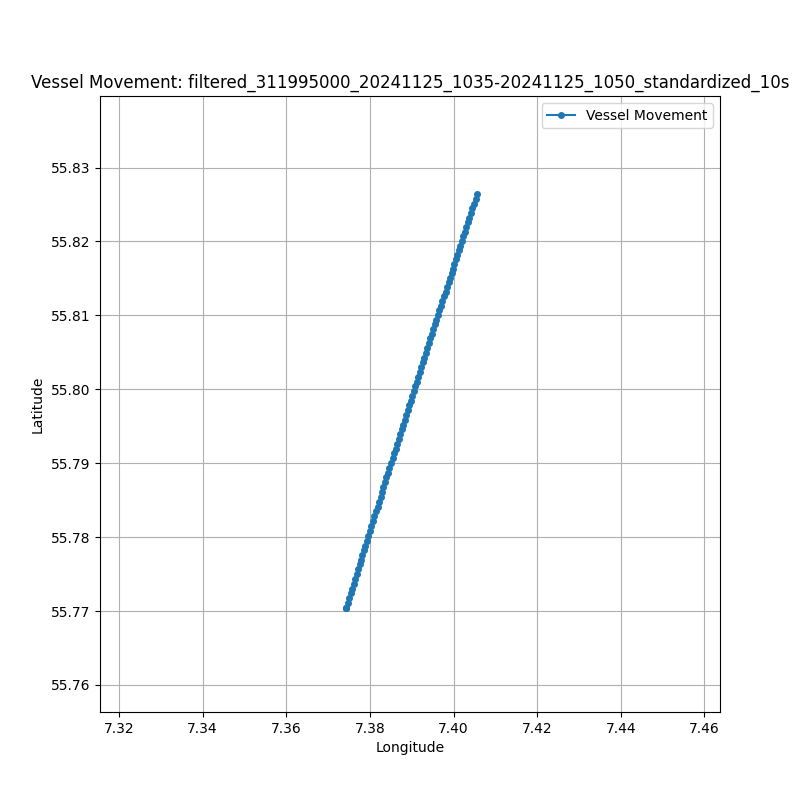 Vessel Movement: filtered_311995000_20241125_1035-20241125_1050_standardized_10s
Vessel Movement
55.83
55.82
55.81
55.80
55.79
55.78
55.77
55.76
Latitude
7.32 7.34 7.36 7.38 7.40 7.42 7.44 7.46
Longitude